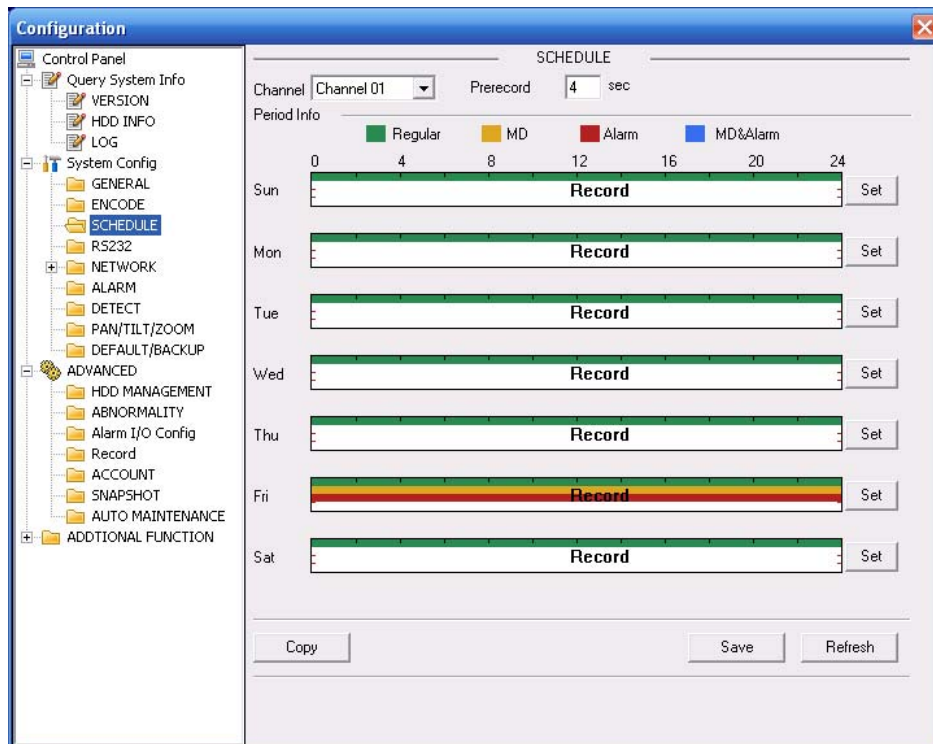 Configuration
Control Panel
Query System Info
VERSION
HDD INFO
LOG
System Config
GENERAL
ENCODE
SCHEDULE
RS232
NETWORK
ALARM
DETECT
PAN/TILT/ZOOM
DEFAULT/BACKUP
ADVANCED
HDD MANAGEMENT
ABNORMALITY
Alarm I/O Config
Record
ACCOUNT
SNAPSHOT
AUTO MAINTENANCE
ADDTIONAL FUNCTION
SCHEDULE
Channel Channel 01 Prerecord 4 sec
Period Info
Regular MD Alarm MD&Alarm
0 4 8 12 16 20 24
Sun Record Set
Mon Record Set
Tue Record Set
Wed Record Set
Thu Record Set
Fri Record Set
Sat Record Set
Copy Save Refresh